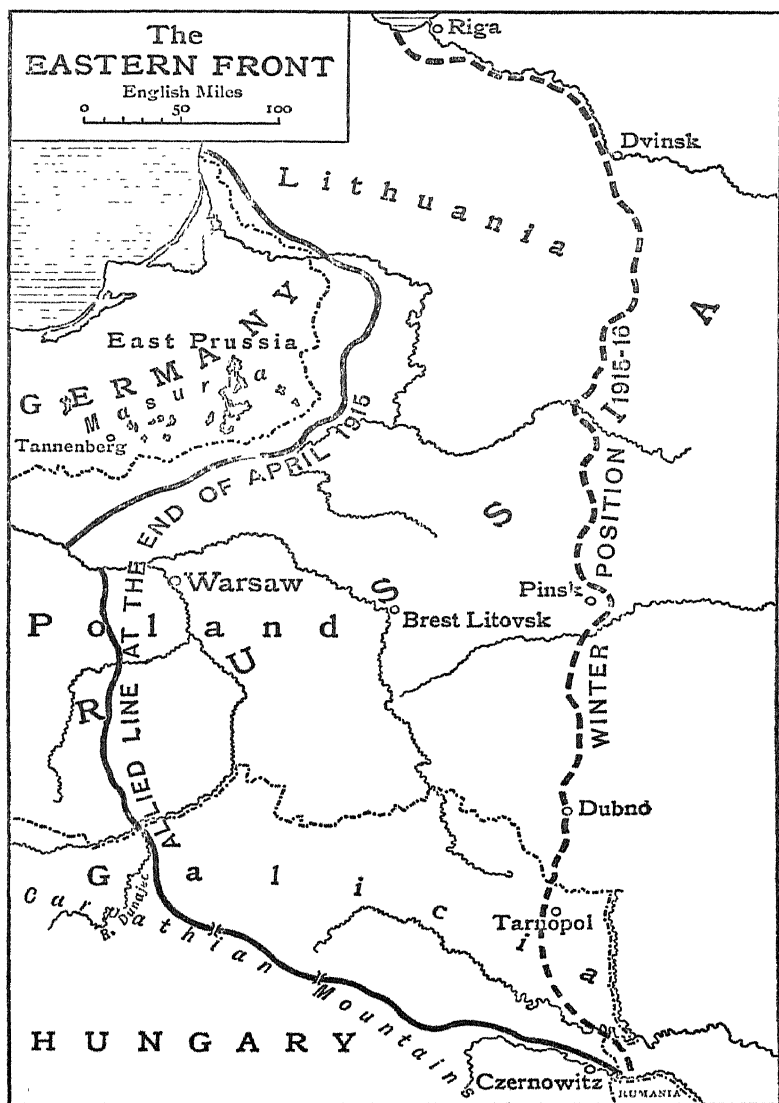 The
EASTERN FRONT
English Miles
0 50 100
Riga
Dvinsk
Lithuania
GERMANY
East Prussia
Masuria
Tannenberg
RUSSIA
WINTER POSITION 1915-16
ALLIED LINE AT THE END OF APRIL 1915
Warsaw
Poland
Pinsk
Brest Litovsk
Dubno
Galicia
Tarnopol
R. Dunajec
Carpathian Mountains
HUNGARY
Czernowitz
RUMANIA